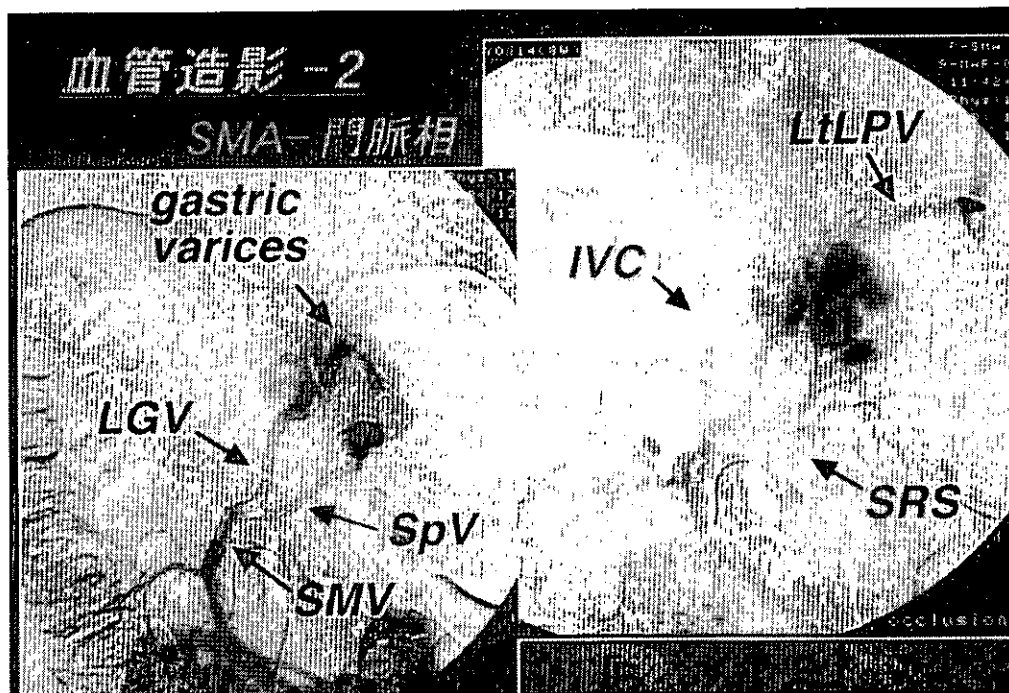 血管造影-2
SMA-門脈相
gastric
varices
LGV
SpV
SMV
LtLPV
IVC
SRS
occlusion